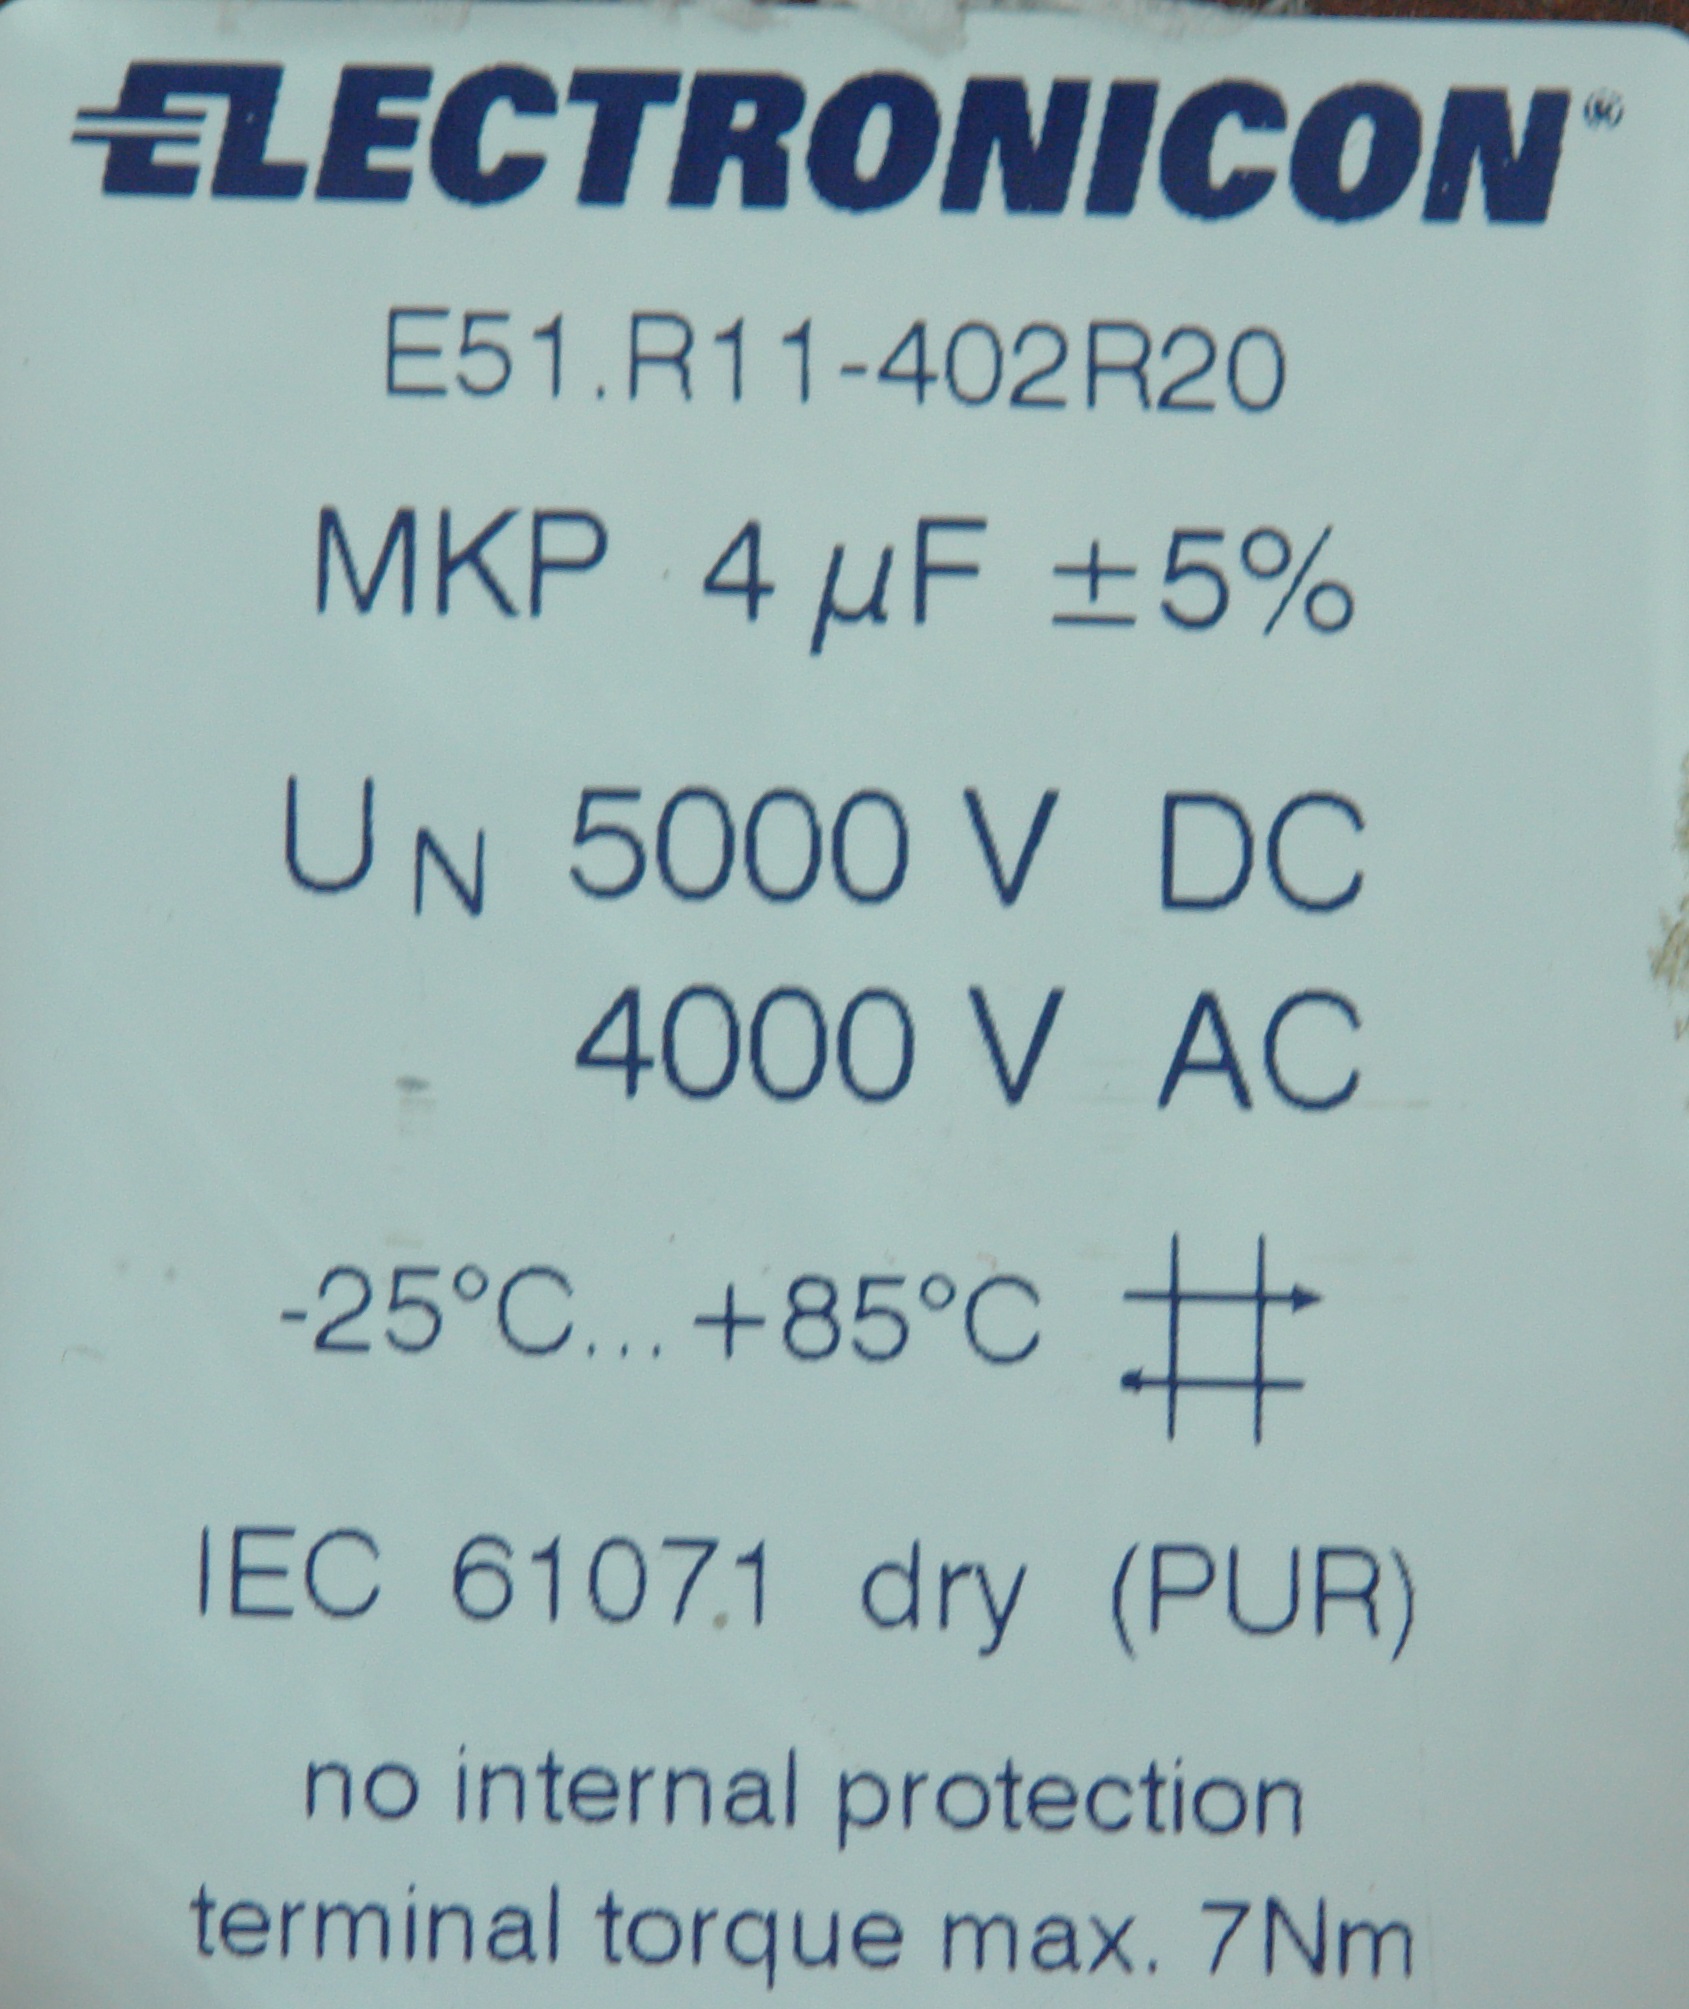 ELECTRONICON®
E51.R11-402R20
MKP 4 µF ±5%
UN 5000 V DC
4000 V AC
-25°C... +85°C
IEC 61071 dry (PUR)
no internal protection
terminal torque max. 7Nm